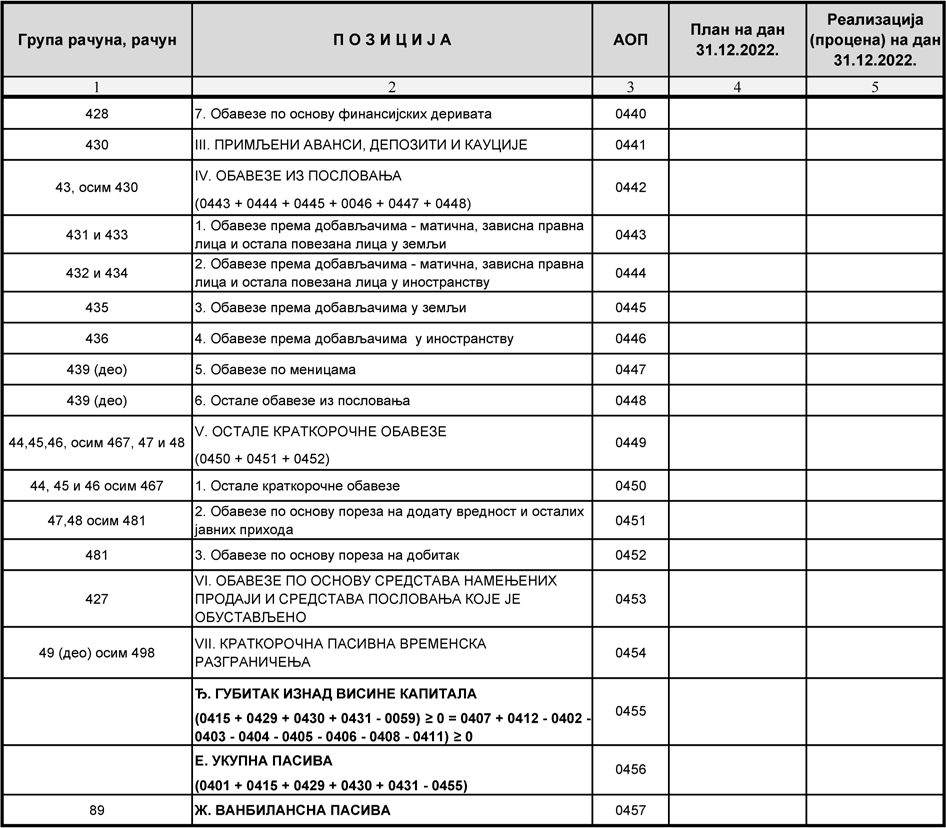 Група рачуна, рачун
П О З И Ц И Ј А
АОП
План на дан
31.12.2022.
Реализација
(процена) на дан
31.12.2022.
1
2
3
4
5
428
7. Обавезе по основу финансијских деривата
0440
430
III. ПРИМЉЕНИ АВАНСИ, ДЕПОЗИТИ И КАУЦИЈЕ
0441
43, осим 430
IV. ОБАВЕЗЕ ИЗ ПОСЛОВАЊА
(0443 + 0444 + 0445 + 0046 + 0447 + 0448)
0442
431 и 433
1. Обавезе према добављачима - матична, зависна правна
лица и остала повезана лица у земљи
0443
432 и 434
2. Обавезе према добављачима - матична, зависна правна
лица и остала повезана лица у иностранству
0444
435
3. Обавезе према добављачима у земљи
0445
436
4. Обавезе према добављачима у иностранству
0446
439 (део)
5. Обавезе по меницама
0447
439 (део)
6. Остале обавезе из пословања
0448
44,45,46, осим 467, 47 и 48
V. ОСТАЛЕ КРАТКОРОЧНЕ ОБАВЕЗЕ
(0450 + 0451 + 0452)
0449
44, 45 и 46 осим 467
1. Остале краткорочне обавезе
0450
47,48 осим 481
2. Обавезе по основу пореза на додату вредност и осталих
јавних прихода
0451
481
3. Обавезе по основу пореза на добитак
0452
427
VI. ОБАВЕЗЕ ПО ОСНОВУ СРЕДСТАВА НАМЕЊЕНИХ
ПРОДАЈИ И СРЕДСТАВА ПОСЛОВАЊА КОЈЕ ЈЕ
ОБУСТАВЉЕНО
0453
49 (део) осим 498
VII. КРАТКОРОЧНА ПАСИВНА ВРЕМЕНСКА
РАЗГРАНИЧЕЊА
0454
Ђ. ГУБИТАК ИЗНАД ВИСИНЕ КАПИТАЛА
(0415 + 0429 + 0430 + 0431 - 0059) ≥ 0 = 0407 + 0412 - 0402 -
0403 - 0404 - 0405 - 0406 - 0408 - 0411) ≥ 0
0455
Е. УКУПНА ПАСИВА
(0401 + 0415 + 0429 + 0430 + 0431 - 0455)
0456
89
Ж. ВАНБИЛАНСНА ПАСИВА
0457